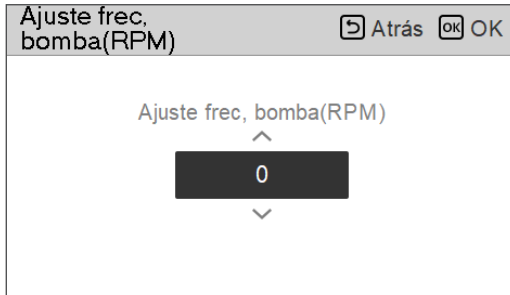 Ajuste frec,
bomba(RPM)
Atrás OK OK
Ajuste frec, bomba(RPM)
0